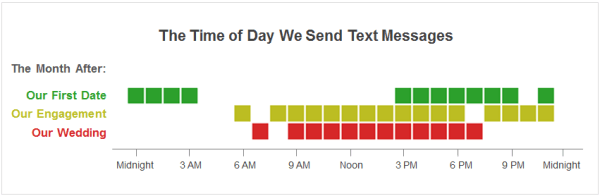 The Time of Day We Send Text Messages
The Month After:
Our First Date
Our Engagement
Our Wedding
Midnight 3 AM 6 AM 9 AM Noon 3 PM 6 PM 9 PM Midnight